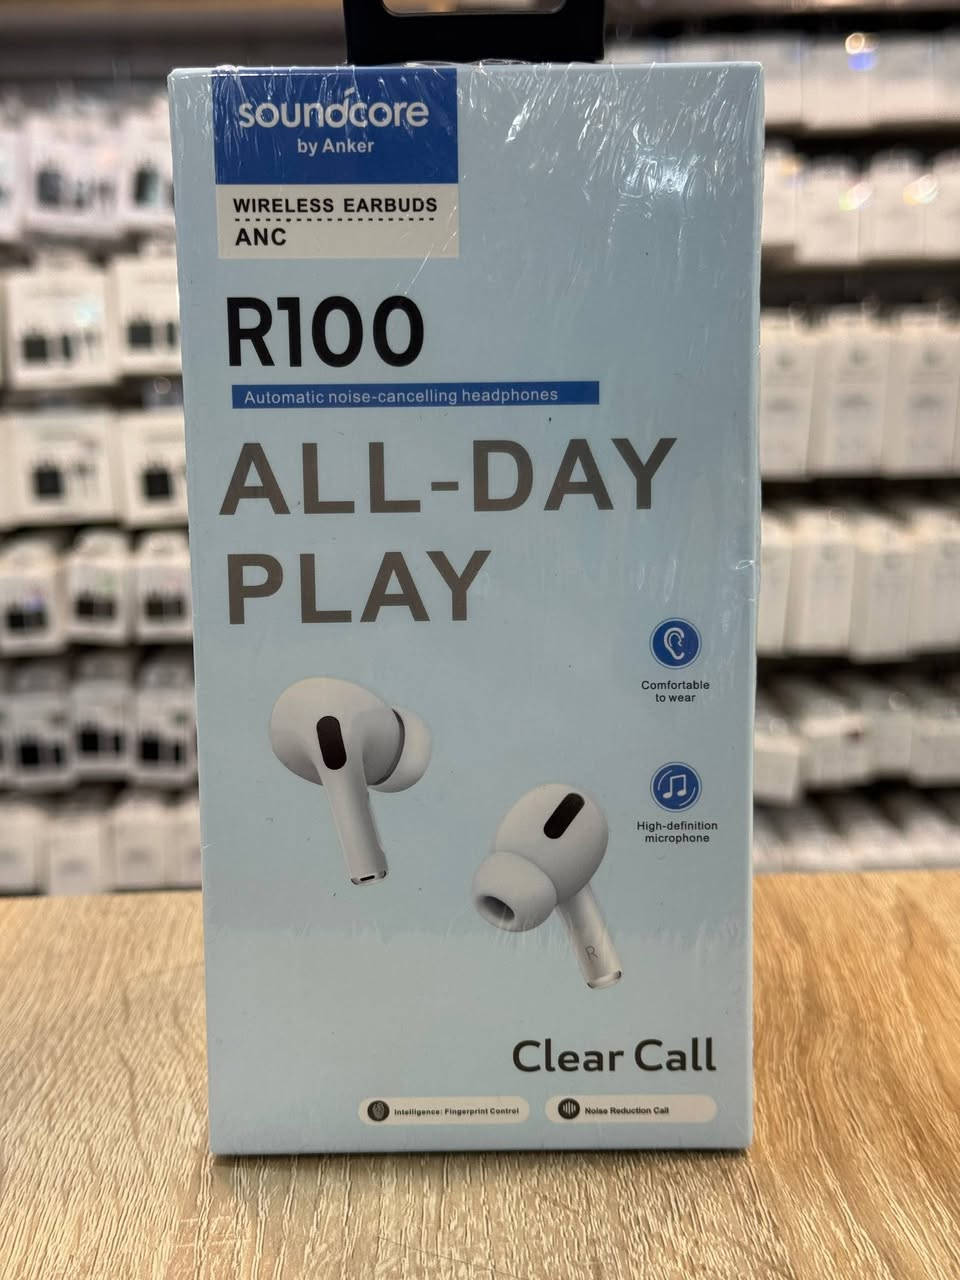 soundcore
by Anker
WIRELESS EARBUDS
ANC
R100
Automatic noise-cancelling headphones
ALL-DAY
PLAY
Comfortable
to wear
High-definition
microphone
R
Clear Call
Intelligence: Fingerprint Control
Noise Reduction Call